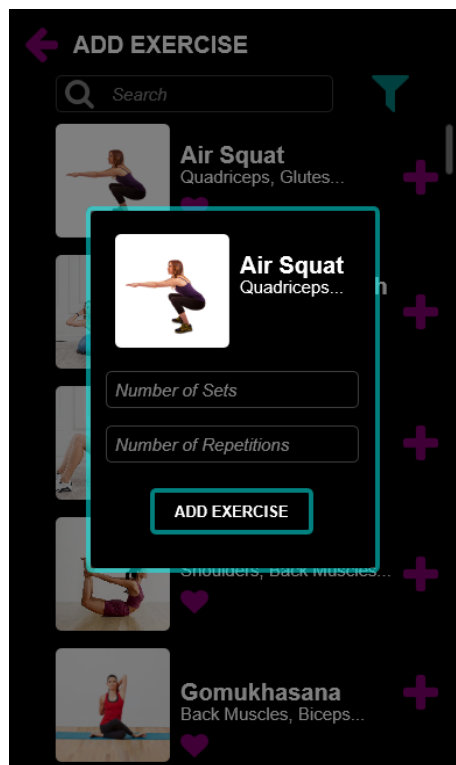 ADD EXERCISE
Search
Air Squat
Quadriceps, Glutes...
Air Squat
Quadriceps...
h
Number of Sets
Number of Repetitions
ADD EXERCISE
Shoulders, Back Muscles...
Gomukhasana
Back Muscles, Biceps...